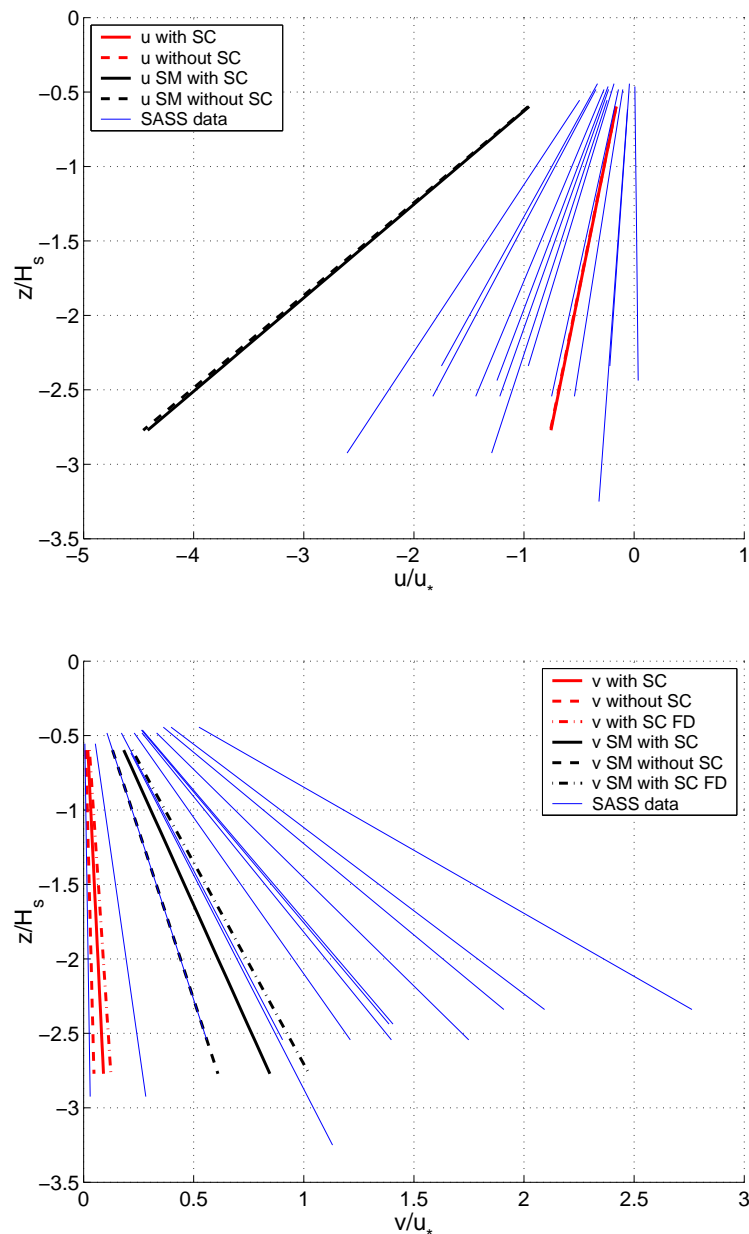 0
−0.5
−1
−1.5
−2
−2.5
−3
−3.5
z/H_s
−5
−4
−3
−2
−1
0
1
u/u_*
u with SC
u without SC
u SM with SC
u SM without SC
SASS data
0
−0.5
−1
−1.5
−2
−2.5
−3
−3.5
z/H_s
0
0.5
1
1.5
2
2.5
3
v/u_*
v with SC
v without SC
v with SC FD
v SM with SC
v SM without SC
v SM with SC FD
SASS data